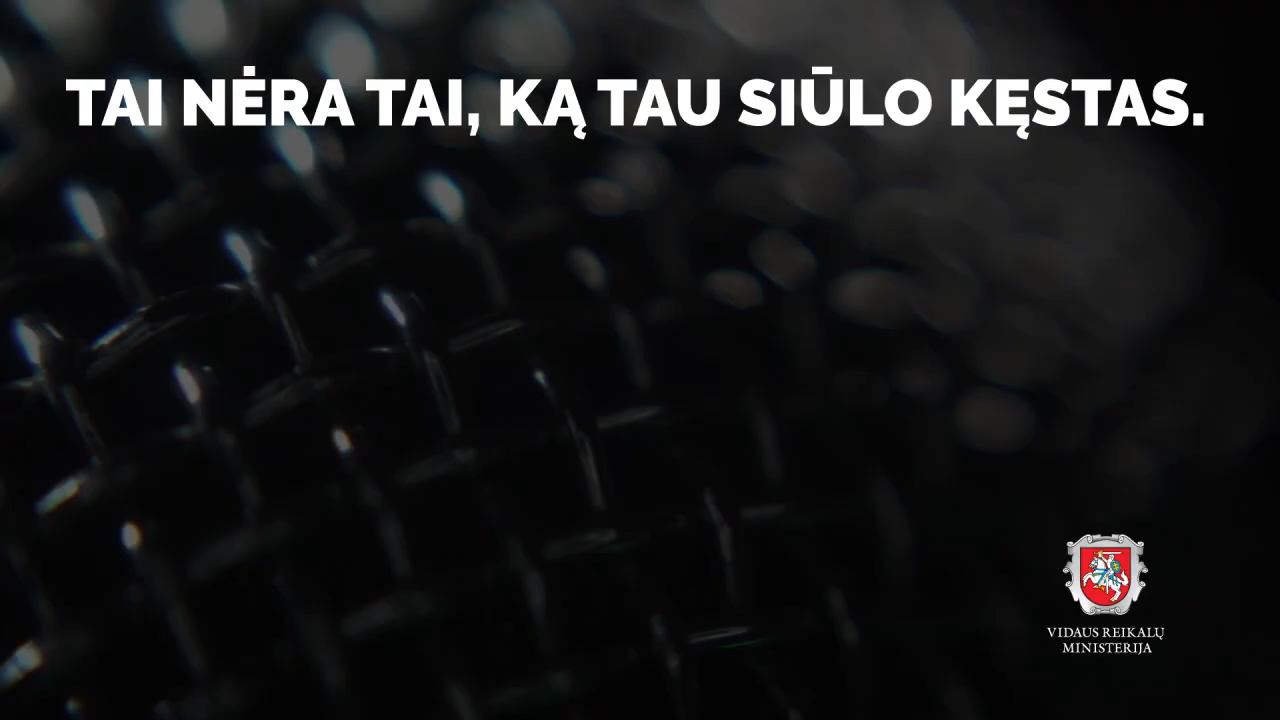 TAI NĖRA TAI, KĄ TAU SIŪLO KĘSTAS.
VIDAUS REIKALŲ
MINISTERIJA